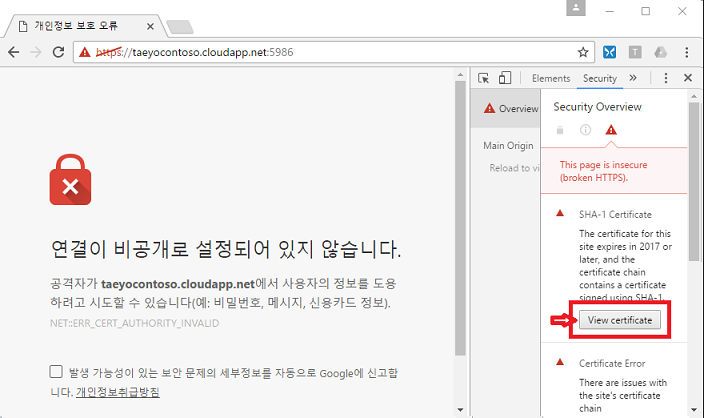 개인정보 보호 오류
https://taeyocontoso.cloudapp.net:5986
T
Elements
Security
Overview
Main Origin
Reload to vi
Security Overview
This page is insecure
(broken HTTPS).
SHA-1 Certificate
The certificate for this
site expires in 2017 or
later, and the
certificate chain
contains a certificate
signed using SHA-1.
View certificate
Certificate Error
There are issues with
the site's certificate
chain
연결이 비공개로 설정되어 있지 않습니다.
공격자가 taeyocontoso.cloudapp.net에서 사용자의 정보를 도용
하려고 시도할 수 있습니다(예: 비밀번호, 메시지, 신용카드 정보).
NET::ERR_CERT_AUTHORITY_INVALID
발생 가능성이 있는 보안 문제의 세부정보를 자동으로 Google에 신고합
니다. 개인정보취급방침